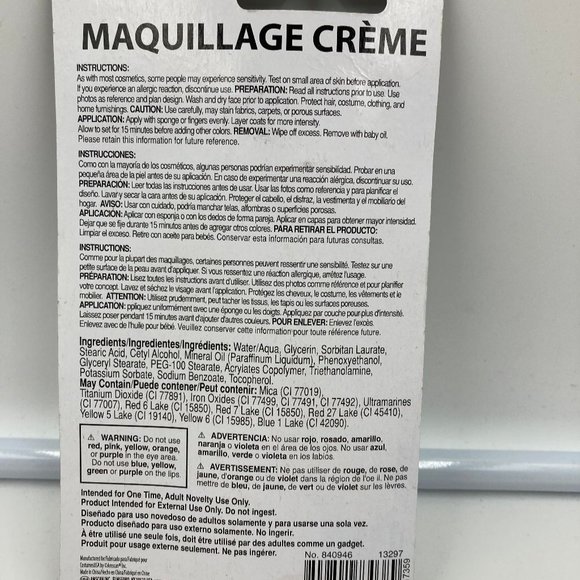 MAQUILLAGE CRÈME
INSTRUCTIONS:
As with most cosmetics, some people may experience sensitivity. Test on small area of skin before application.
If you experience an allergic reaction, discontinue use. PREPARATION: Read all instructions prior to use. Use
photos as reference and plan design. Wash and dry face prior to application. Protect hair, costume, clothing, and
home furnishings. CAUTION: Use carefully, may stain fabrics, carpets, or porous surfaces.
APPLICATION: Apply with sponge or fingers evenly. Layer coats for more intensity.
Allow to set for 15 minutes before adding other colors. REMOVAL: Wipe off excess. Remove with baby oil.
Please retain this information for future reference.
INSTRUCCIONES:
Como con la mayoría de los cosméticos, algunas personas podrían experimentar sensibilidad. Probar en una
pequeña área de la piel antes de su aplicación. En caso de experimentar una reacción alérgica, discontinuar su uso.
PREPARACIÓN: Leer todas las instrucciones antes de usar. Usar las fotos como referencia y para planificar el
diseño. Lavar y secar la cara antes de su aplicación. Proteger el cabello, el disfraz, la vestimenta y el mobiliario del
hogar. AVISO: Usar con cuidado, podría manchar telas, alfombras o superficies porosas.
APLICACIÓN: Aplicar con esponja o con los dedos de forma pareja. Aplicar en capas para obtener mayor intensidad.
Dejar que se fije durante 15 minutos antes de agregar otros colores. PARA RETIRAR EL PRODUCTO:
Limpiar el exceso. Retire con aceite para bebés. Conservar esta información para futuras consultas.
INSTRUCTIONS:
Comme pour la plupart des maquillages, certaines personnes peuvent ressentir une sensibilité. Testez sur une
petite surface de la peau avant d'appliquer. Si vous ressentez une réaction allergique, arrêtez l'usage.
PRÉPARATION: Lisez toutes les instructions avant d'utiliser. Utilisez des photos comme référence et pour planifier
votre conception. Lavez et séchez le visage avant l'application. Protégez les cheveux, le costume, les vêtements et le
mobilier. ATTENTION: Utilisez prudemment, peut tacher les tissus, les tapis ou les surfaces poreuses.
APPLICATION: appliquez uniformément avec une éponge ou les doigts. Appliquez par couche pour plus d'intensité.
Laissez poser pendant 15 minutes avant d'ajouter d'autres couleurs. POUR ENLEVER: Enlevez l'excès.
Enlevez avec de l'huile pour bébé. Veuillez conserver cette information pour toute référence future.
Ingredients/Ingredientes/Ingrédients: Water/Aqua, Glycerin, Sorbitan Laurate,
Stearic Acid, Cetyl Alcohol, Mineral Oil (Paraffinum Liquidum), Phenoxyethanol,
Glyceryl Stearate, PEG-100 Stearate, Acrylates Copolymer, Triethanolamine,
Potassium Sorbate, Sodium Benzoate, Tocopherol.
May Contain/Puede contener/Peut contenir: Mica (CI 77019),
Titanium Dioxide (CI 77891), Iron Oxides (CI 77499, CI 77491, CI 77492), Ultramarines
(CI 77007), Red 6 Lake (CI 15850), Red 7 Lake (CI 15850), Red 27 Lake (CI 45410),
Yellow 5 Lake (CI 19140), Yellow 6 (CI 15985), Blue 1 Lake (CI 42090).
⚠ WARNING: Do not use
red, pink, yellow, orange,
or purple in the eye area.
Do not use blue, yellow,
green or purple on the lips.
⚠ ADVERTENCIA: No usar rojo, rosado, amarillo,
naranja o violeta en el área de los ojos. No usar azul,
amarillo, verde o violeta en los labios.
⚠ AVERTISSEMENT: Ne pas utiliser de rouge, de rose, de
jaune, d'orange ou de violet dans la région de l'œil. Ne pas
mettre de bleu, de jaune, de vert ou de violet sur les lèvres.
Intended for One Time, Adult Novelty Use Only.
Product Intended for External Use Only. Do not ingest.
Diseñado para uso novedoso de adultos solamente y para usarse una sola vez.
Producto diseñado para uso externo solamente. No ingerir.
À être utilisé une seule fois, doit être utilisé par des adultes comme un gadget.
Produit pour usage externe seulement. Ne pas ingérer.
No. 840946 13297
Made in China/Hecho en China/Fabriqué en Chine
7359